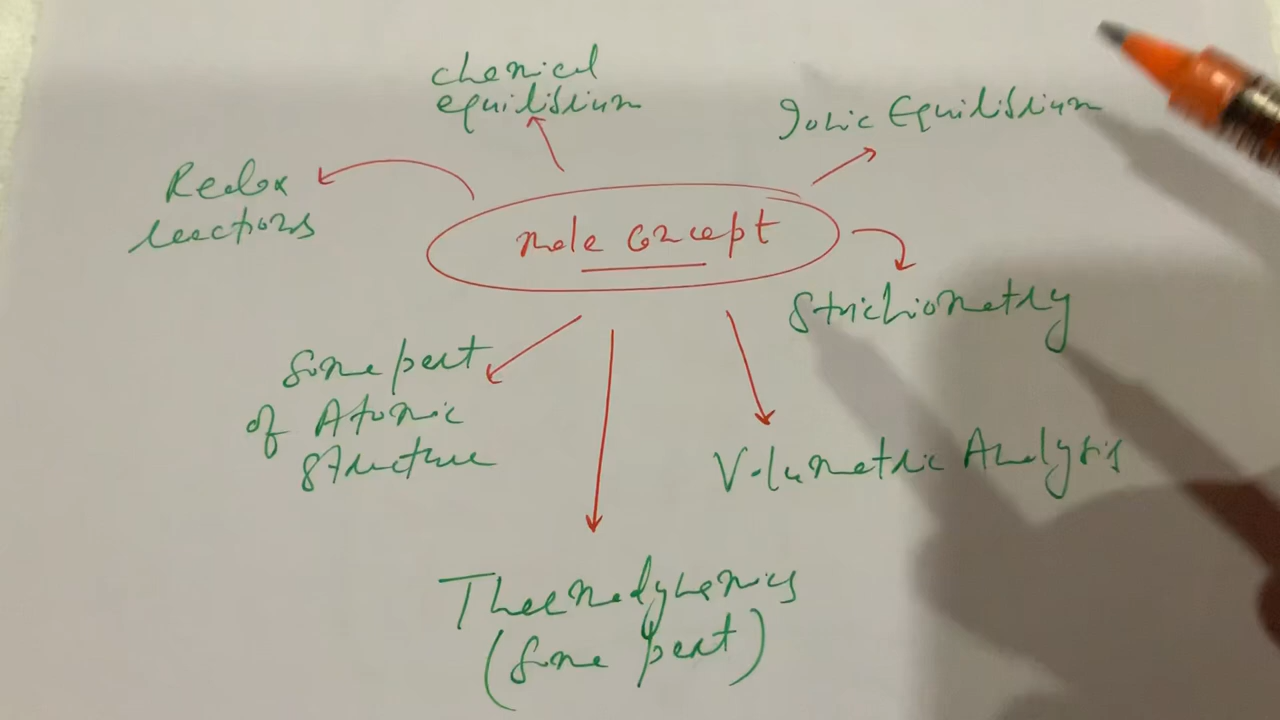 chemical
equilibrium
Ionic Equilibrium
Redox
reactions
mole concept
Stoichiometry
Some part
of Atomic
Structure
Volumetric Analysis
Thermodynamics
(Some part)